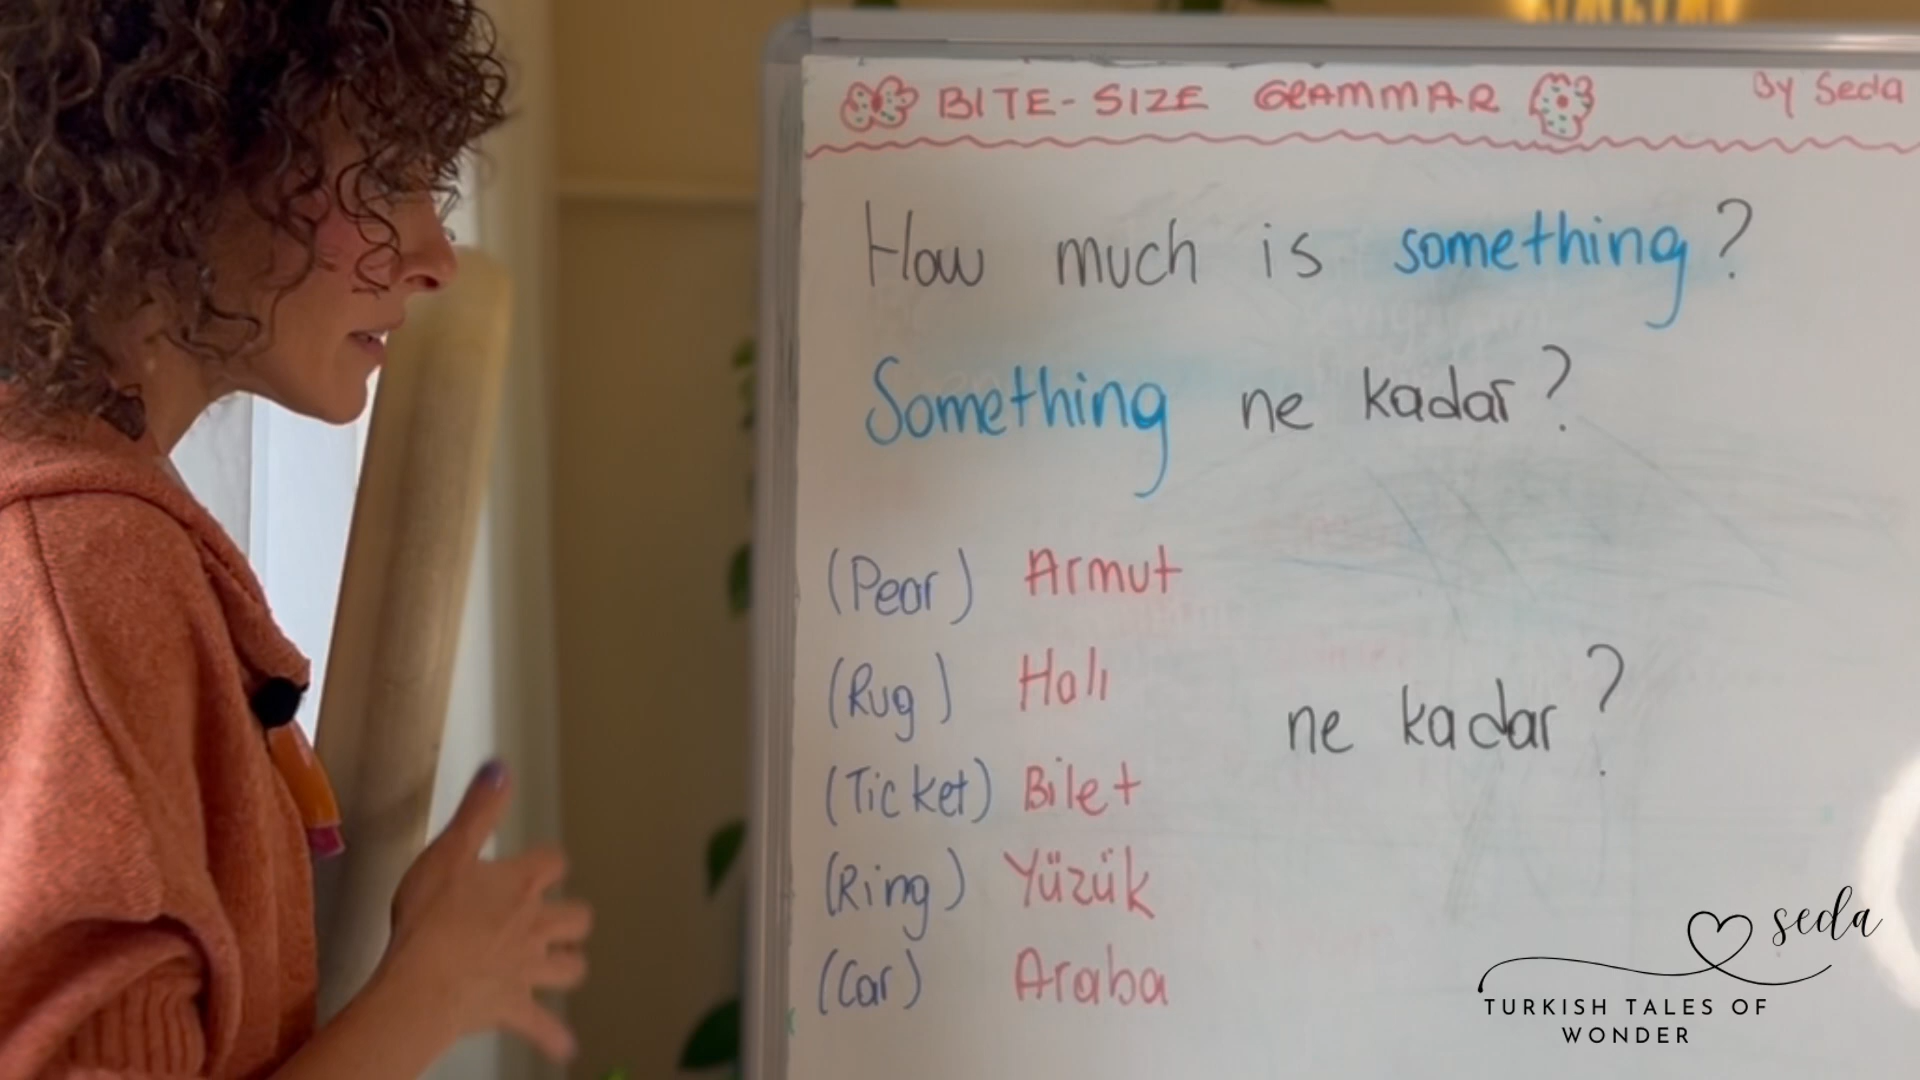 BITE-SIZE GRAMMAR By Seda
How much is something?
Something ne kadar?
(Pear) Armut
(Rug) Halı
ne kadar?
(Ticket) Bilet
(Ring) Yüzük
(Car) Araba
seda
TURKISH TALES OF
WONDER